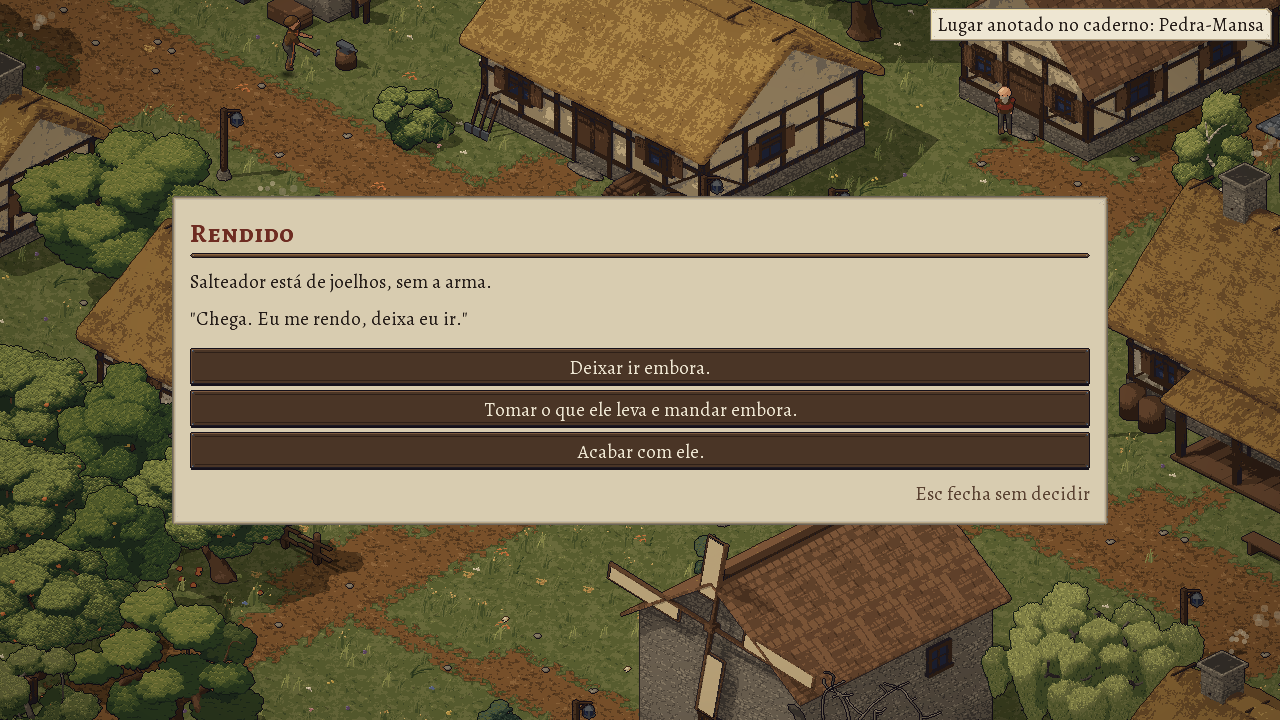 Lugar anotado no caderno: Pedra-Mansa
Rendido
Salteador está de joelhos, sem a arma.
"Chega. Eu me rendo, deixa eu ir."
Deixar ir embora.
Tomar o que ele leva e mandar embora.
Acabar com ele.
Esc fecha sem decidir